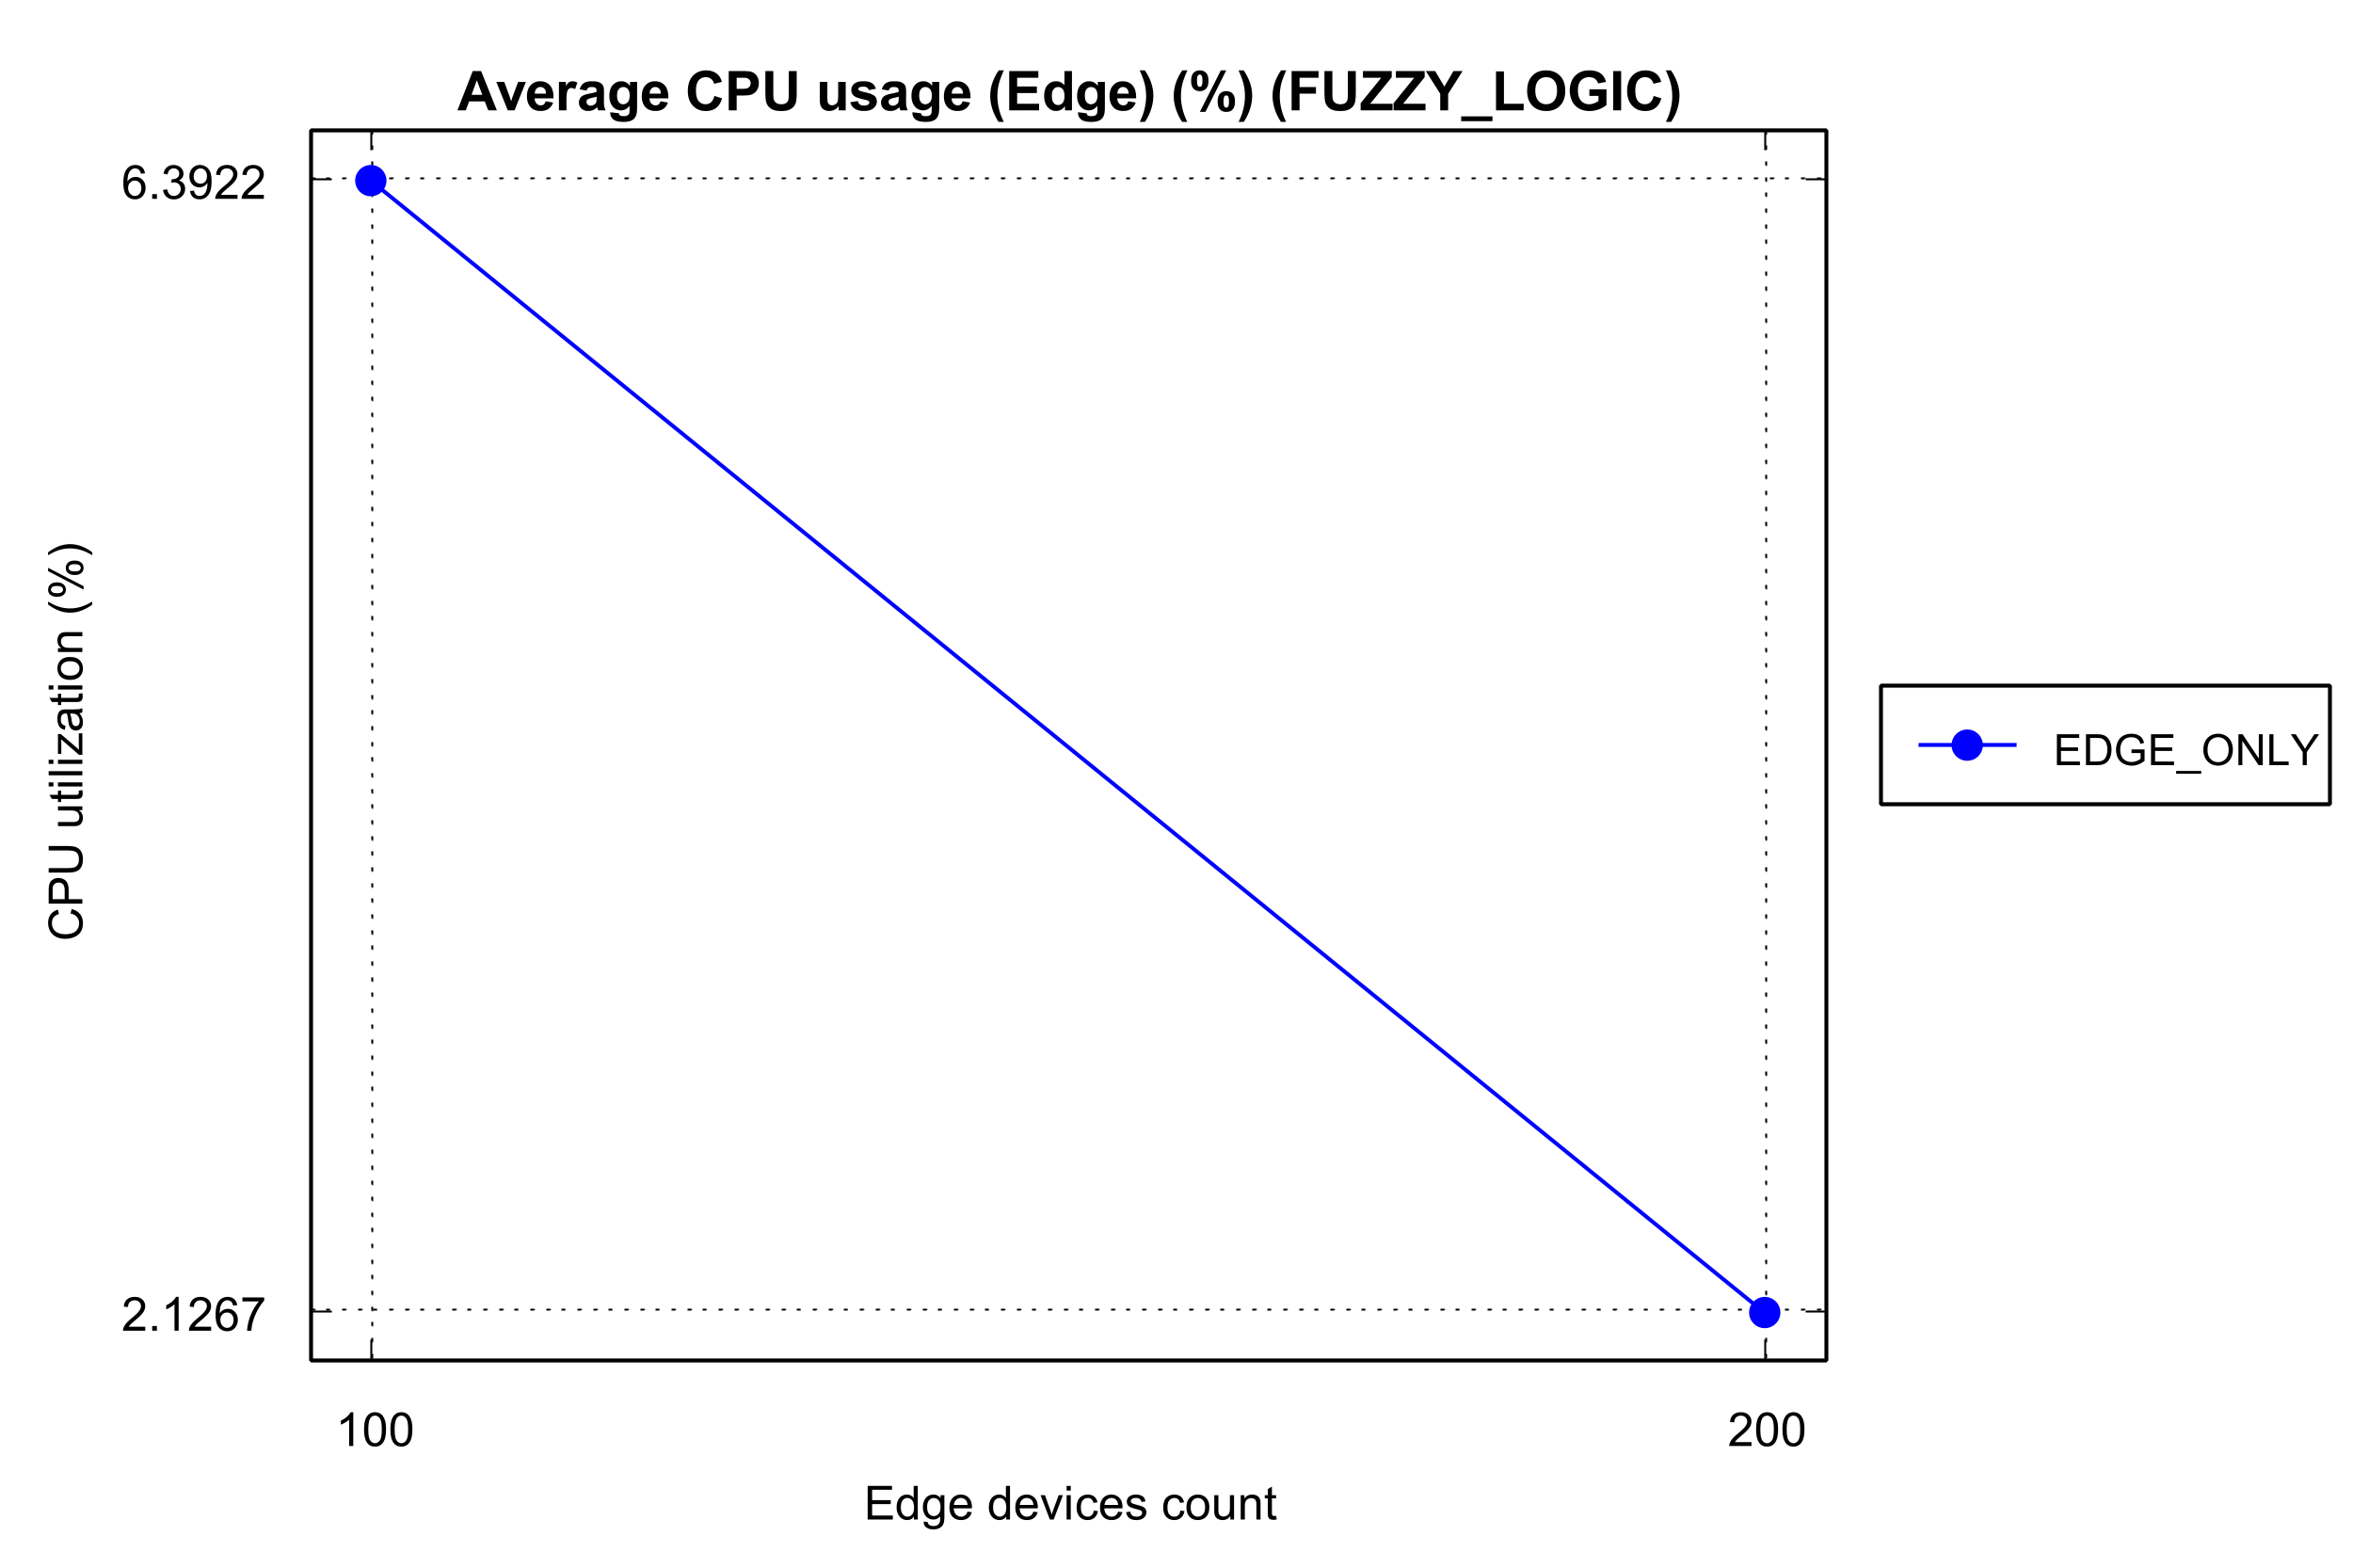 Average CPU usage (Edge) (%) (FUZZY_LOGIC)
6.3922
CPU utilization (%)
EDGE_ONLY
2.1267
100 200
Edge devices count